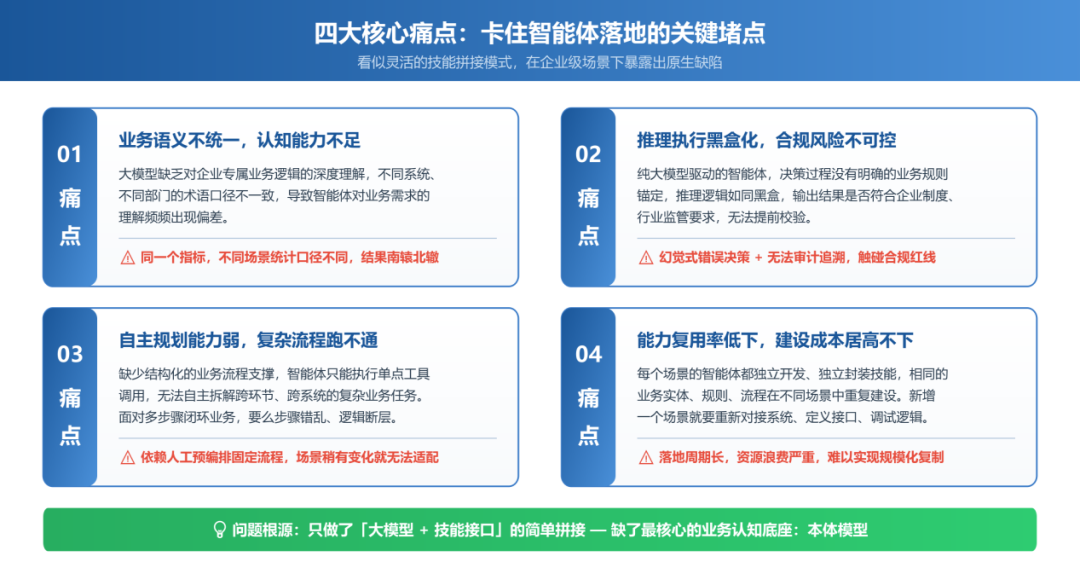 四大核心痛点：卡住智能体落地的关键堵点
看似灵活的技能拼接模式，在企业级场景下暴露出原生缺陷
01
痛
点
业务语义不统一，认知能力不足
大模型缺乏对企业专属业务逻辑的深度理解，不同系统、
不同部门的术语口径不一致，导致智能体对业务需求的
理解频频出现偏差。
同一个指标，不同场景统计口径不同，结果南辕北辙
02
痛
点
推理执行黑盒化，合规风险不可控
纯大模型驱动的智能体，决策过程没有明确的业务规则
锚定，推理逻辑如同黑盒，输出结果是否符合企业制度、
行业监管要求，无法提前校验。
幻觉式错误决策 + 无法审计追溯，触碰合规红线
03
痛
点
自主规划能力弱，复杂流程跑不通
缺少结构化的业务流程支撑，智能体只能执行单点工具
调用，无法自主拆解跨环节、跨系统的复杂业务任务。
面对多步骤闭环业务，要么步骤错乱、逻辑断层。
依赖人工预编排固定流程，场景稍有变化就无法适配
04
痛
点
能力复用率低下，建设成本居高不下
每个场景的智能体都独立开发、独立封装技能，相同的
业务实体、规则、流程在不同场景中重复建设。新增
一个场景就要重新对接系统、定义接口、调试逻辑。
落地周期长，资源浪费严重，难以实现规模化复制
问题根源：只做了「大模型 + 技能接口」的简单拼接 — 缺了最核心的业务认知底座：本体模型